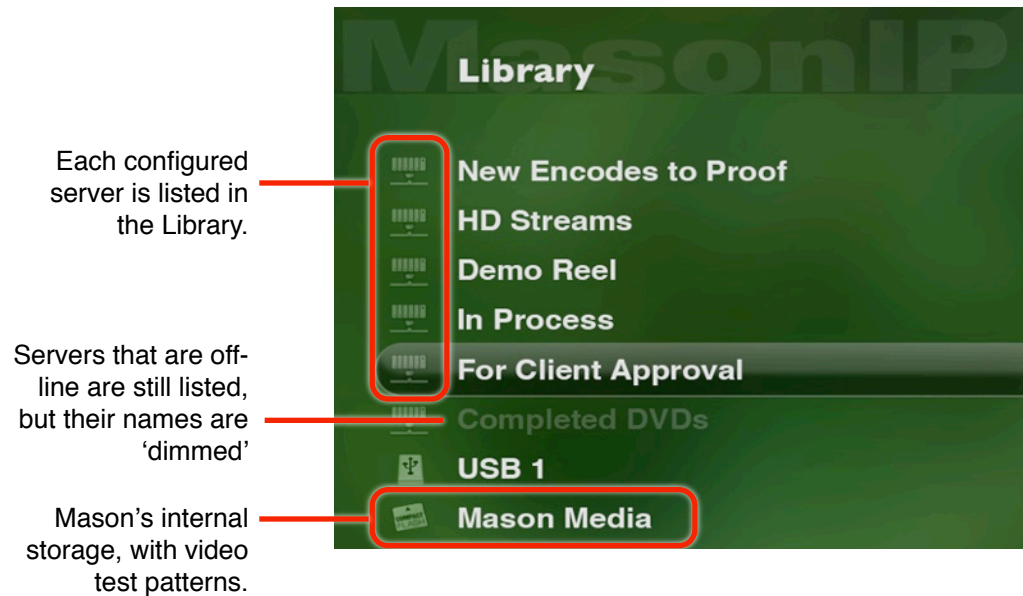 MasonIP
Library
Each configured
server is listed in
the Library.
New Encodes to Proof
HD Streams
Demo Reel
In Process
For Client Approval
Servers that are off-
line are still listed,
but their names are
‘dimmed’
Completed DVDs
USB 1
Mason's internal
storage, with video
test patterns.
COMPACT
FLASH
Mason Media